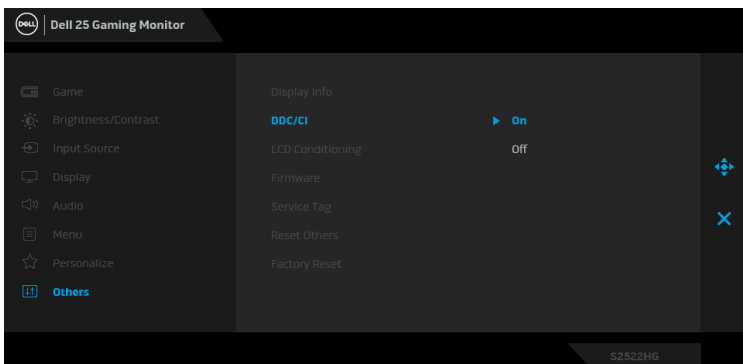 DELL
Dell 25 Gaming Monitor
Game
Brightness/Contrast
Input Source
Display
Audio
Menu
Personalize
Others
Display Info
DDC/CI
On
LCD Conditioning
Off
Firmware
Service Tag
Reset Others
Factory Reset
S2522HG